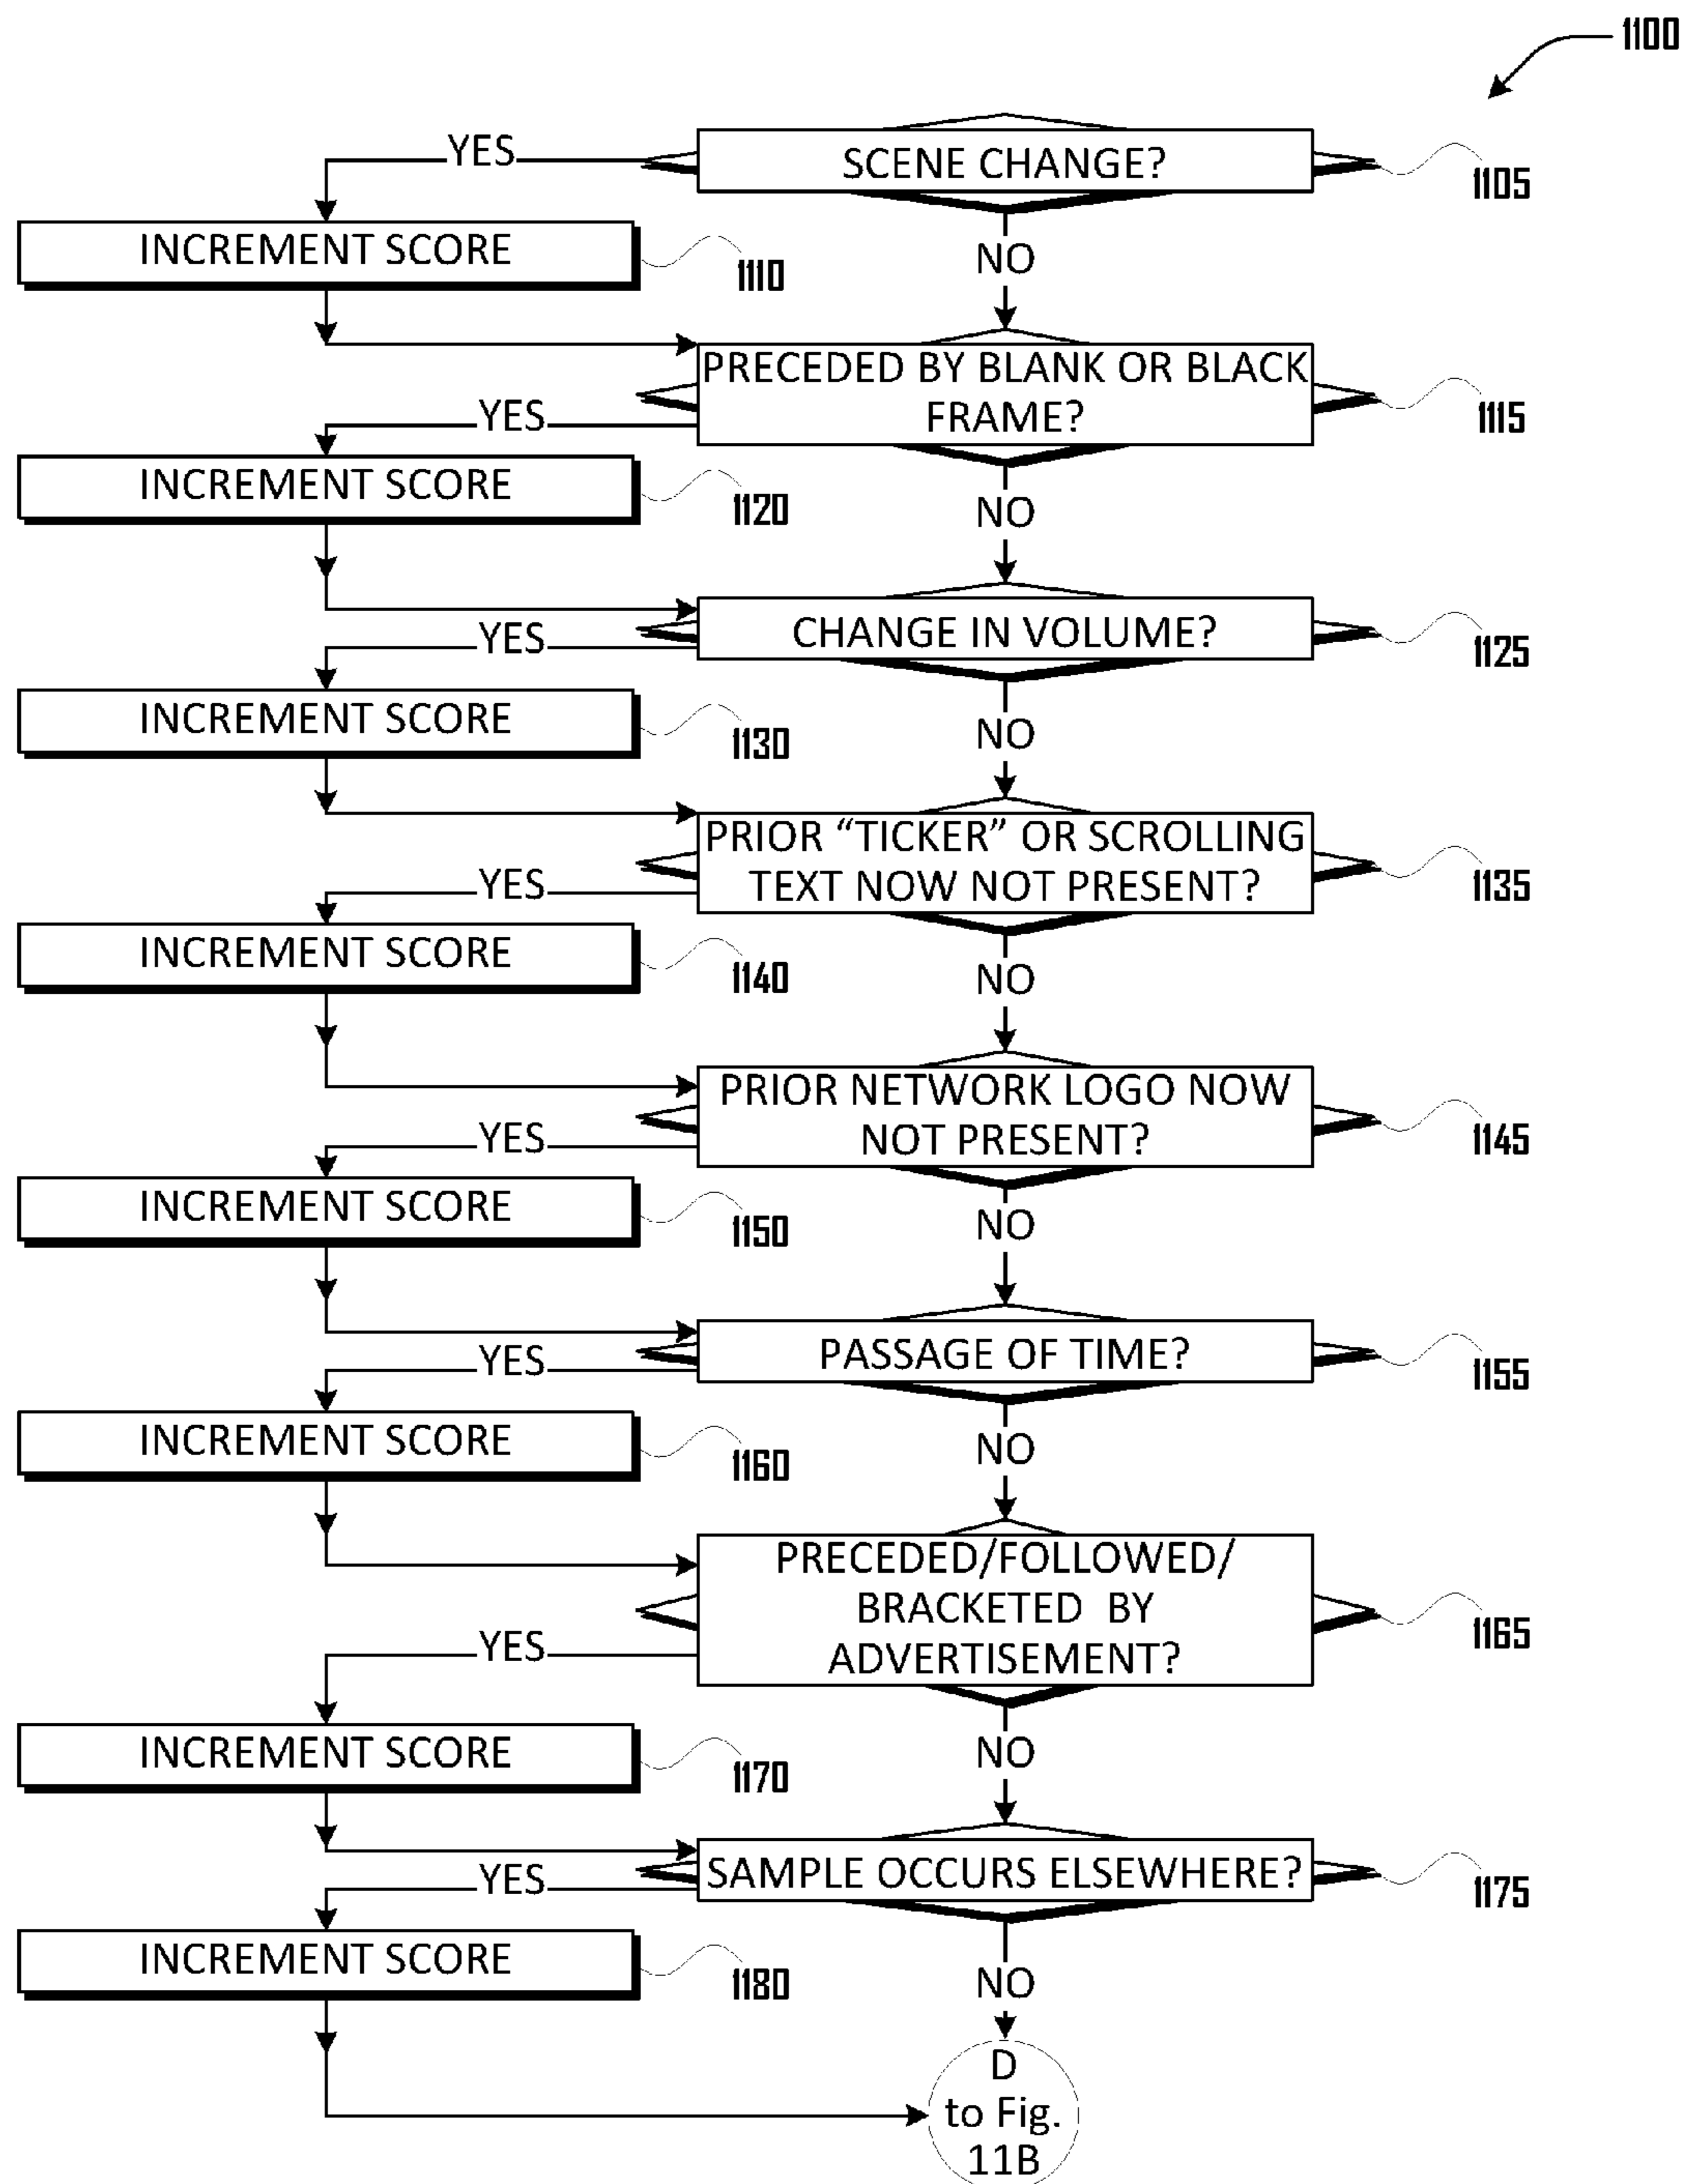 1100
YES
SCENE CHANGE?
1105
INCREMENT SCORE
1110
NO
PRECEDED BY BLANK OR BLACK
FRAME?
1115
YES
INCREMENT SCORE
1120
NO
CHANGE IN VOLUME?
1125
YES
INCREMENT SCORE
1130
NO
PRIOR “TICKER” OR SCROLLING
TEXT NOW NOT PRESENT?
1135
YES
INCREMENT SCORE
1140
NO
PRIOR NETWORK LOGO NOW
NOT PRESENT?
1145
YES
INCREMENT SCORE
1150
NO
PASSAGE OF TIME?
1155
YES
INCREMENT SCORE
1160
NO
PRECEDED/FOLLOWED/
BRACKETED BY
ADVERTISEMENT?
1165
YES
INCREMENT SCORE
1170
NO
SAMPLE OCCURS ELSEWHERE?
1175
YES
INCREMENT SCORE
1180
NO
D
to Fig.
11B